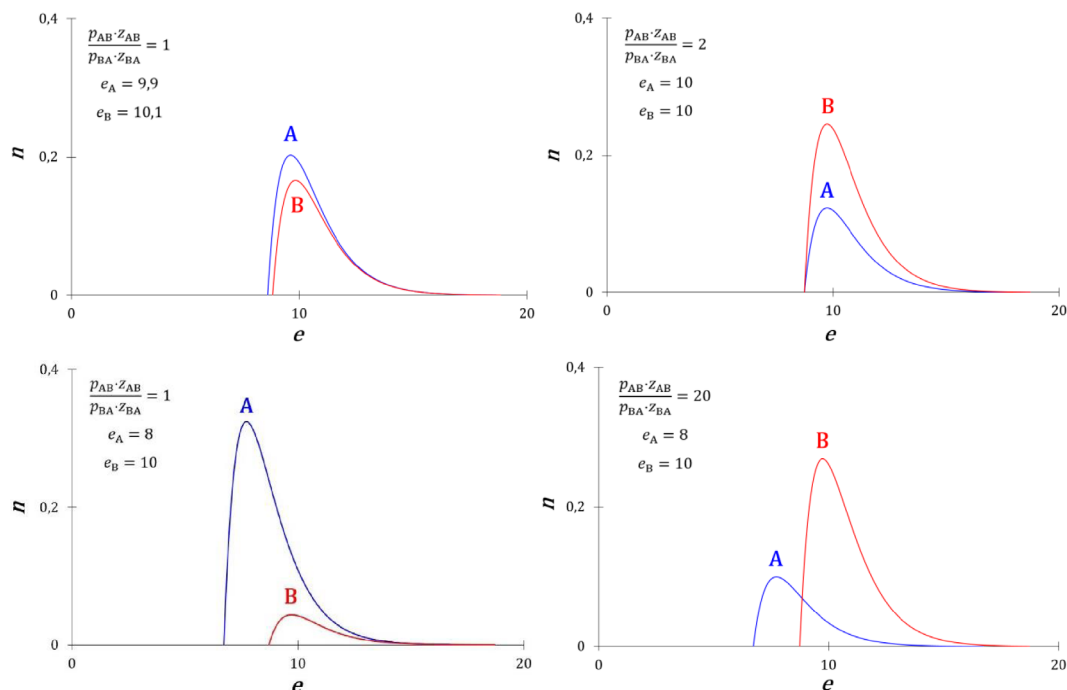 0,4
p_AB·z_AB
p_BA·z_BA = 1
e_A = 9,9
e_B = 10,1
A
n
0,2
B
0
0
10
20
e
0,4
p_AB·z_AB
p_BA·z_BA = 2
e_A = 10
e_B = 10
B
n
0,2
A
0
0
10
20
e
0,4
p_AB·z_AB
p_BA·z_BA = 1
A
e_A = 8
e_B = 10
n
0,2
B
0
0
10
20
e
0,4
p_AB·z_AB
p_BA·z_BA = 20
e_A = 8
B
e_B = 10
n
0,2
A
0
0
10
20
e